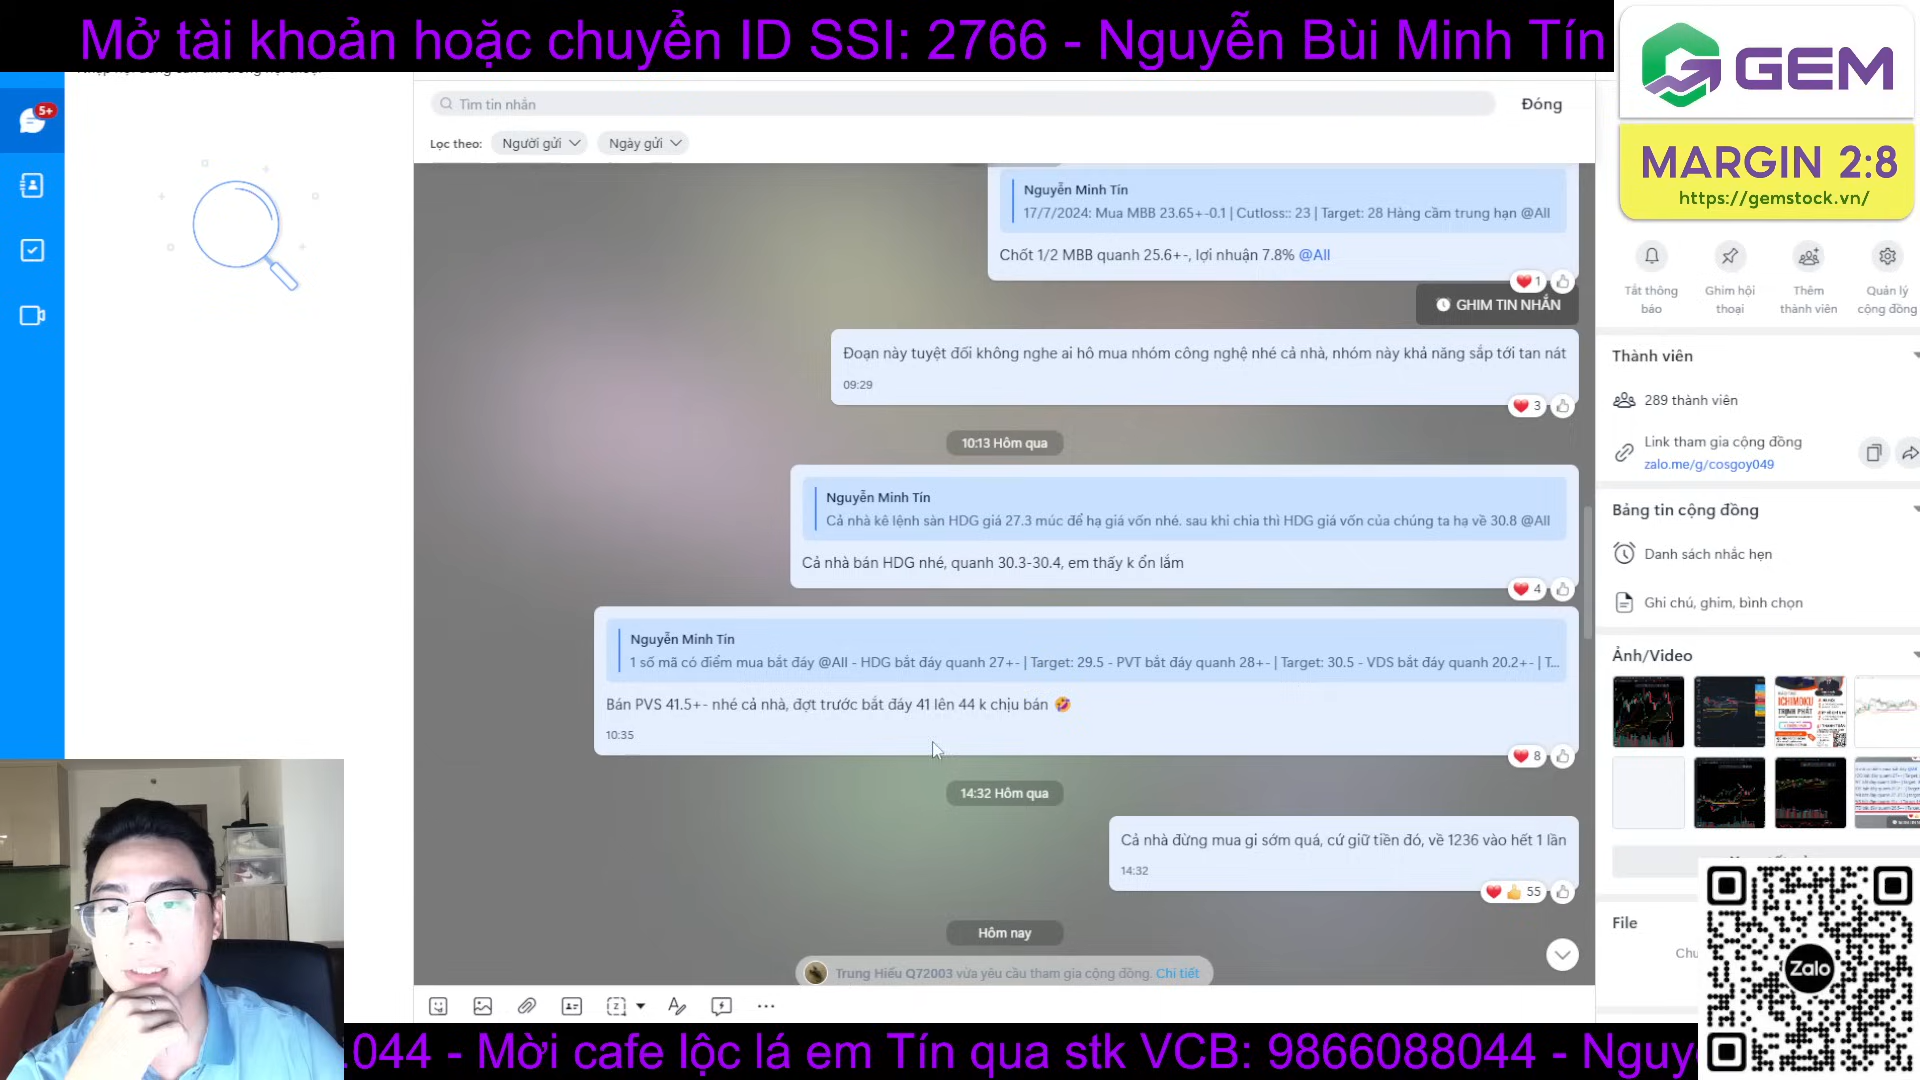 Mở tài khoản hoặc chuyển ID SSI: 2766 - Nguyễn Bùi Minh Tín
GEM
MARGIN 2:8
https://gemstock.vn/
5+
Tìm tin nhắn
Đóng
Lọc theo:
Người gửi
Ngày gửi
Nguyễn Minh Tín
17/7/2024: Mua MBB 23.65+-0.1 | Cutloss:: 23 | Target: 28 Hàng cầm trung hạn @All
Chốt 1/2 MBB quanh 25.6+-, lợi nhuận 7.8% @All
1
GHIM TIN NHẮN
Đoạn này tuyệt đối không nghe ai hô mua nhóm công nghệ nhé cả nhà, nhóm này khả năng sắp tới tan nát
09:29
3
10:13 Hôm qua
Nguyễn Minh Tín
Cả nhà kê lệnh sàn HDG giá 27.3 múc để hạ giá vốn nhé. sau khi chia thì HDG giá vốn của chúng ta hạ về 30.8 @All
Cả nhà bán HDG nhé, quanh 30.3-30.4, em thấy k ổn lắm
4
Nguyễn Minh Tín
1 số mã có điểm mua bắt đáy @All - HDG bắt đáy quanh 27+- | Target: 29.5 - PVT bắt đáy quanh 28+- | Target: 30.5 - VDS bắt đáy quanh 20.2+- | T...
Bán PVS 41.5+- nhé cả nhà, đợt trước bắt đáy 41 lên 44 k chịu bán 🤣
10:35
8
14:32 Hôm qua
Cả nhà đừng mua gi sớm quá, cứ giữ tiền đó, về 1236 vào hết 1 lần
14:32
55
Hôm nay
Trung Hiếu Q72003 vừa yêu cầu tham gia cộng đồng. Chi tiết
Tắt thông báo
Ghim hội thoại
Thêm thành viên
Quản lý cộng đồng
Thành viên
289 thành viên
Link tham gia cộng đồng
zalo.me/g/cosgoy049
Bảng tin cộng đồng
Danh sách nhắc hẹn
Ghi chú, ghim, bình chọn
Ảnh/Video
ICHIMOKU
File
Zalo
.044 - Mời cafe lộc lá em Tín qua stk VCB: 9866088044 - Nguy